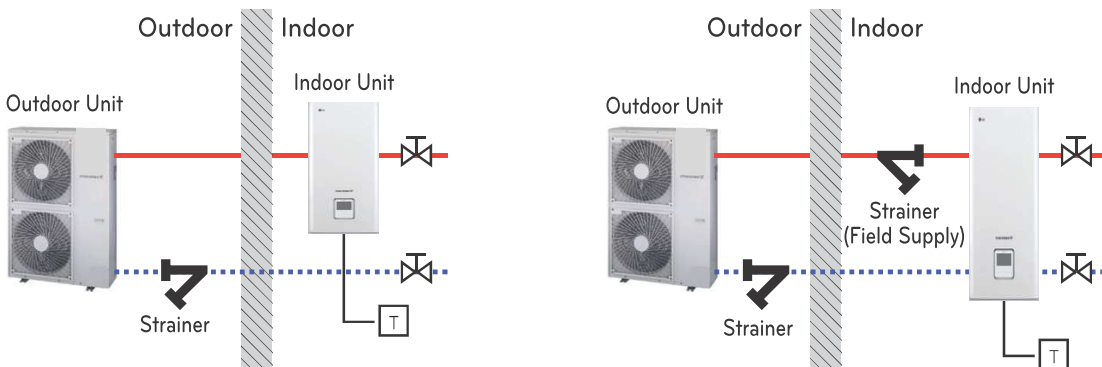 Outdoor
Indoor
Indoor Unit
Outdoor Unit
Strainer
T
Outdoor
Indoor
Indoor Unit
Outdoor Unit
Strainer
(Field Supply)
Strainer
T